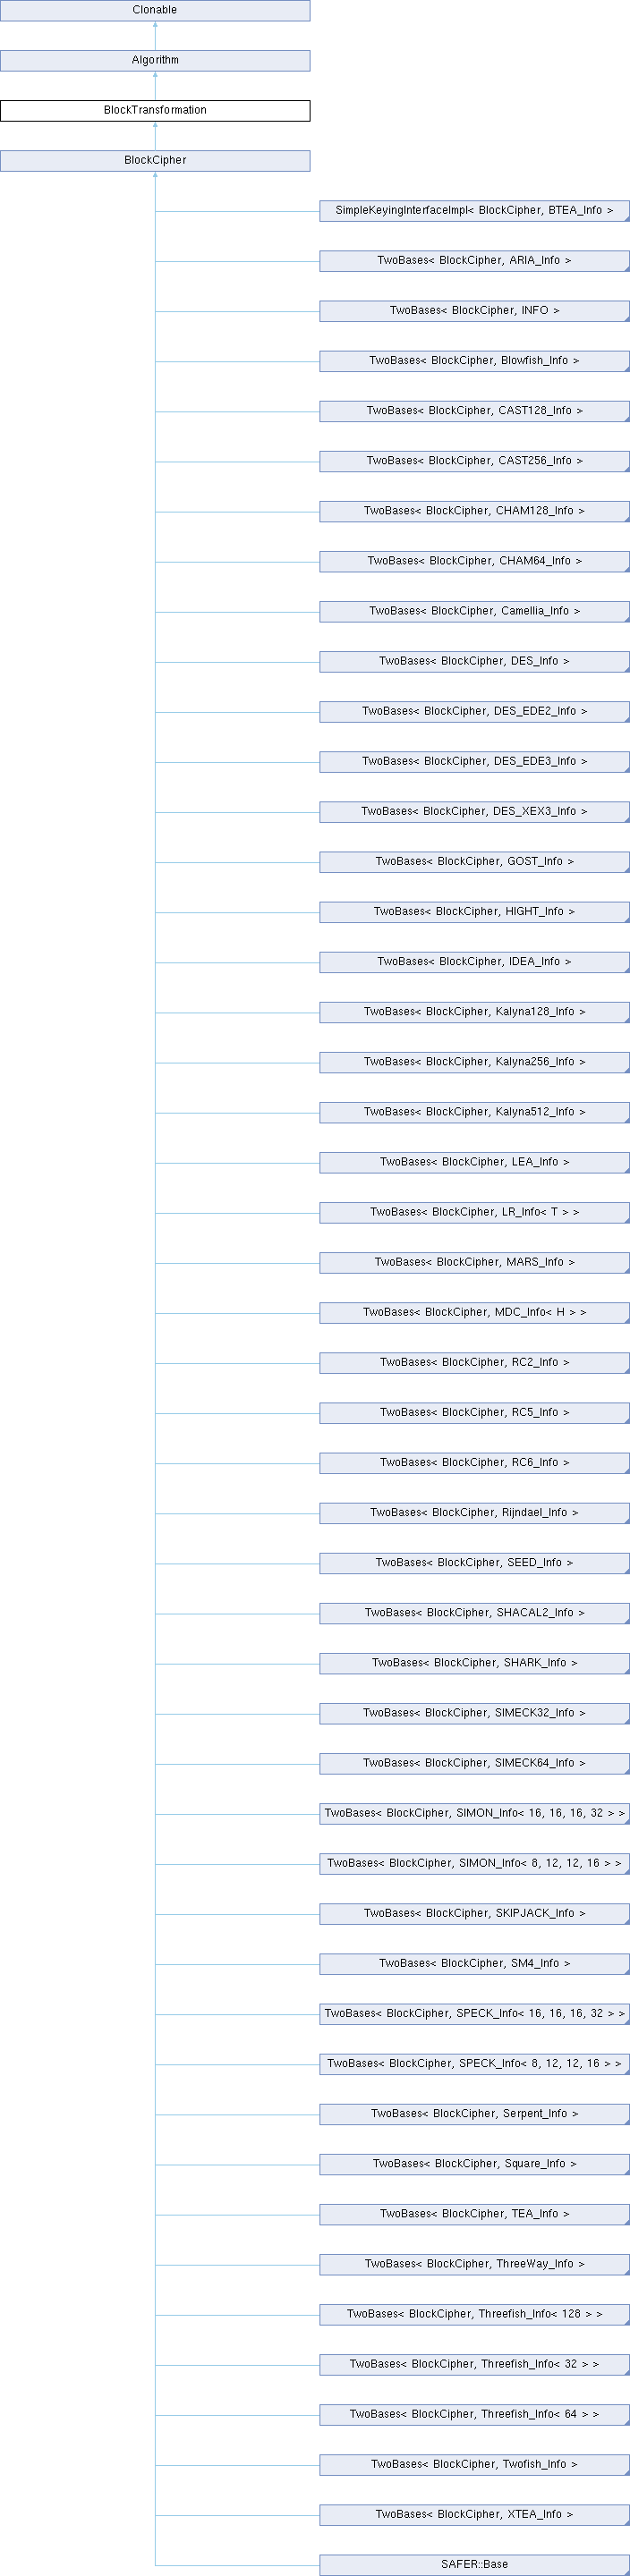 Clonable
Algorithm
BlockTransformation
BlockCipher
SimpleKeyingInterfaceImpl< BlockCipher, BTEA_Info >
TwoBases< BlockCipher, ARIA_Info >
TwoBases< BlockCipher, INFO >
TwoBases< BlockCipher, Blowfish_Info >
TwoBases< BlockCipher, CAST128_Info >
TwoBases< BlockCipher, CAST256_Info >
TwoBases< BlockCipher, CHAM128_Info >
TwoBases< BlockCipher, CHAM64_Info >
TwoBases< BlockCipher, Camellia_Info >
TwoBases< BlockCipher, DES_Info >
TwoBases< BlockCipher, DES_EDE2_Info >
TwoBases< BlockCipher, DES_EDE3_Info >
TwoBases< BlockCipher, DES_XEX3_Info >
TwoBases< BlockCipher, GOST_Info >
TwoBases< BlockCipher, HIGHT_Info >
TwoBases< BlockCipher, IDEA_Info >
TwoBases< BlockCipher, Kalyna128_Info >
TwoBases< BlockCipher, Kalyna256_Info >
TwoBases< BlockCipher, Kalyna512_Info >
TwoBases< BlockCipher, LEA_Info >
TwoBases< BlockCipher, LR_Info< T > >
TwoBases< BlockCipher, MARS_Info >
TwoBases< BlockCipher, MDC_Info< H > >
TwoBases< BlockCipher, RC2_Info >
TwoBases< BlockCipher, RC5_Info >
TwoBases< BlockCipher, RC6_Info >
TwoBases< BlockCipher, Rijndael_Info >
TwoBases< BlockCipher, SEED_Info >
TwoBases< BlockCipher, SHACAL2_Info >
TwoBases< BlockCipher, SHARK_Info >
TwoBases< BlockCipher, SIMECK32_Info >
TwoBases< BlockCipher, SIMECK64_Info >
TwoBases< BlockCipher, SIMON_Info< 16, 16, 16, 32 > >
TwoBases< BlockCipher, SIMON_Info< 8, 12, 12, 16 > >
TwoBases< BlockCipher, SKIPJACK_Info >
TwoBases< BlockCipher, SM4_Info >
TwoBases< BlockCipher, SPECK_Info< 16, 16, 16, 32 > >
TwoBases< BlockCipher, SPECK_Info< 8, 12, 12, 16 > >
TwoBases< BlockCipher, Serpent_Info >
TwoBases< BlockCipher, Square_Info >
TwoBases< BlockCipher, TEA_Info >
TwoBases< BlockCipher, ThreeWay_Info >
TwoBases< BlockCipher, Threefish_Info< 128 > >
TwoBases< BlockCipher, Threefish_Info< 32 > >
TwoBases< BlockCipher, Threefish_Info< 64 > >
TwoBases< BlockCipher, Twofish_Info >
TwoBases< BlockCipher, XTEA_Info >
SAFER::Base